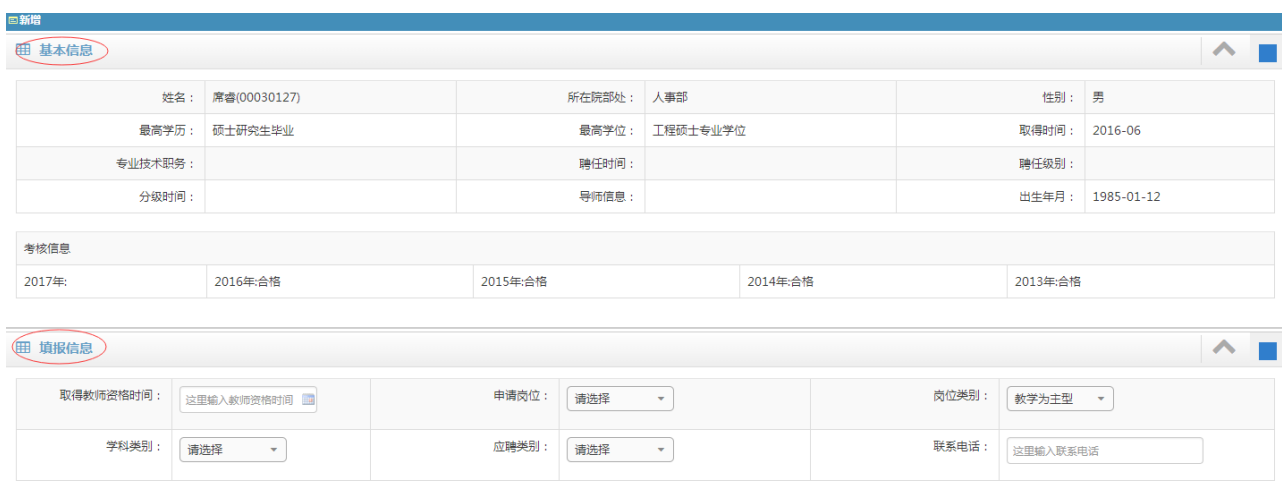 新增
基本信息
姓名： 席睿(00030127) 所在院部处： 人事部 性别： 男
最高学历： 硕士研究生毕业 最高学位： 工程硕士专业学位 取得时间： 2016-06
专业技术职务： 聘任时间： 聘任级别：
分级时间： 导师信息： 出生年月： 1985-01-12
考核信息
2017年: 2016年:合格 2015年:合格 2014年:合格 2013年:合格
填报信息
取得教师资格时间： 这里输入教师资格时间 申请岗位： 请选择 岗位类别： 教学为主型
学科类别： 请选择 应聘类别： 请选择 联系电话： 这里输入联系电话